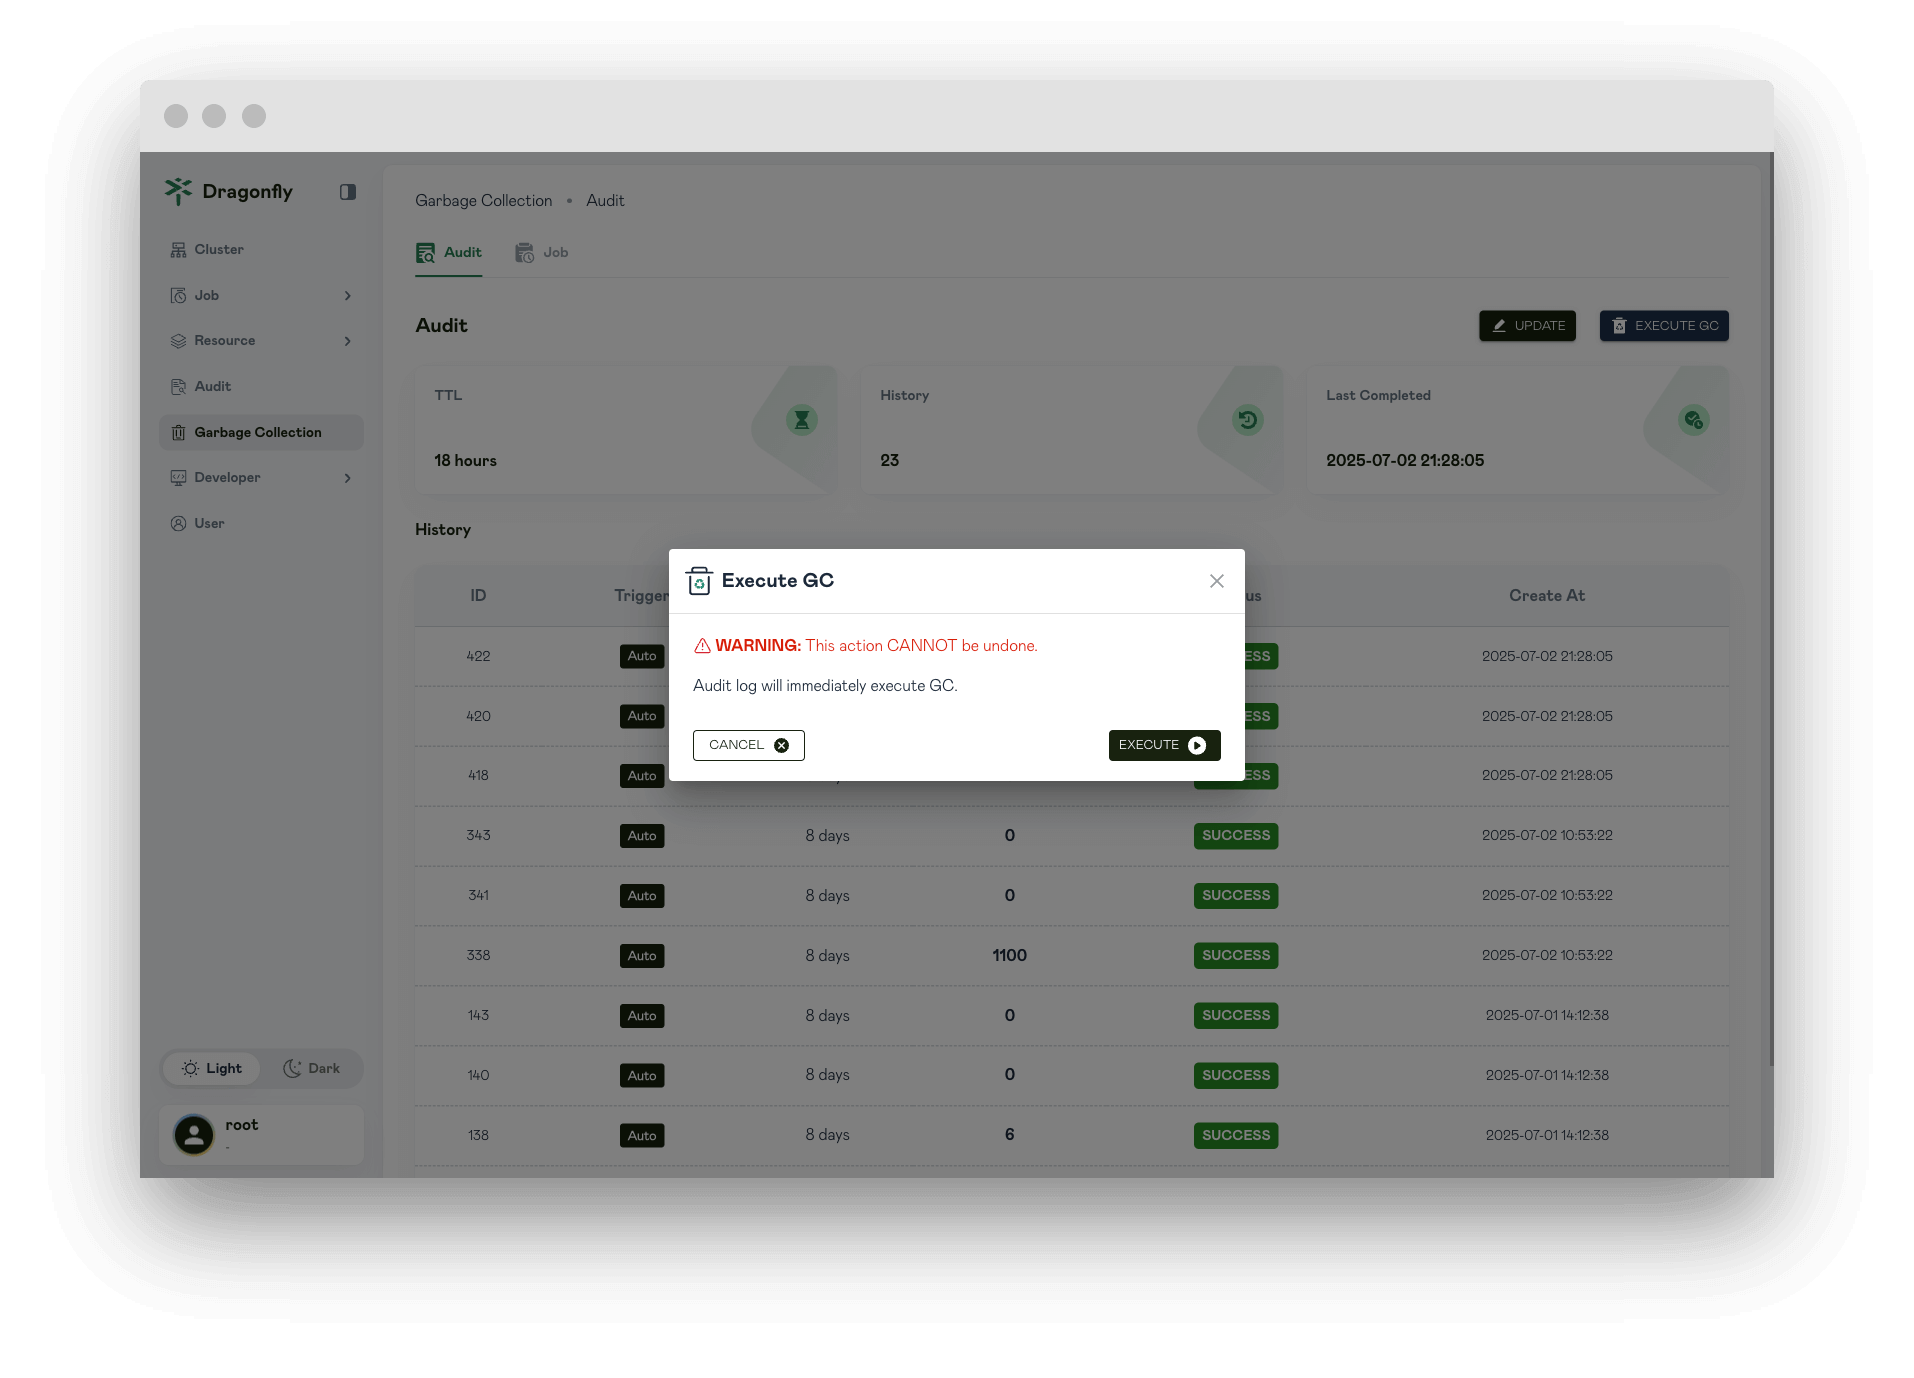 Dragonfly
Cluster
Job
Resource
Audit
Garbage Collection
Developer
User
Light Dark
root
-
Garbage Collection • Audit
Audit Job
Audit
UPDATE EXECUTE GC
TTL
18 hours
History
23
Last Completed
2025-07-02 21:28:05
History
ID Trigger us Create At
422 Auto ESS 2025-07-02 21:28:05
420 Auto ESS 2025-07-02 21:28:05
418 Auto ESS 2025-07-02 21:28:05
343 Auto 8 days 0 SUCCESS 2025-07-02 10:53:22
341 Auto 8 days 0 SUCCESS 2025-07-02 10:53:22
338 Auto 8 days 1100 SUCCESS 2025-07-02 10:53:22
143 Auto 8 days 0 SUCCESS 2025-07-01 14:12:38
140 Auto 8 days 0 SUCCESS 2025-07-01 14:12:38
138 Auto 8 days 6 SUCCESS 2025-07-01 14:12:38
Execute GC
WARNING: This action CANNOT be undone.
Audit log will immediately execute GC.
CANCEL EXECUTE